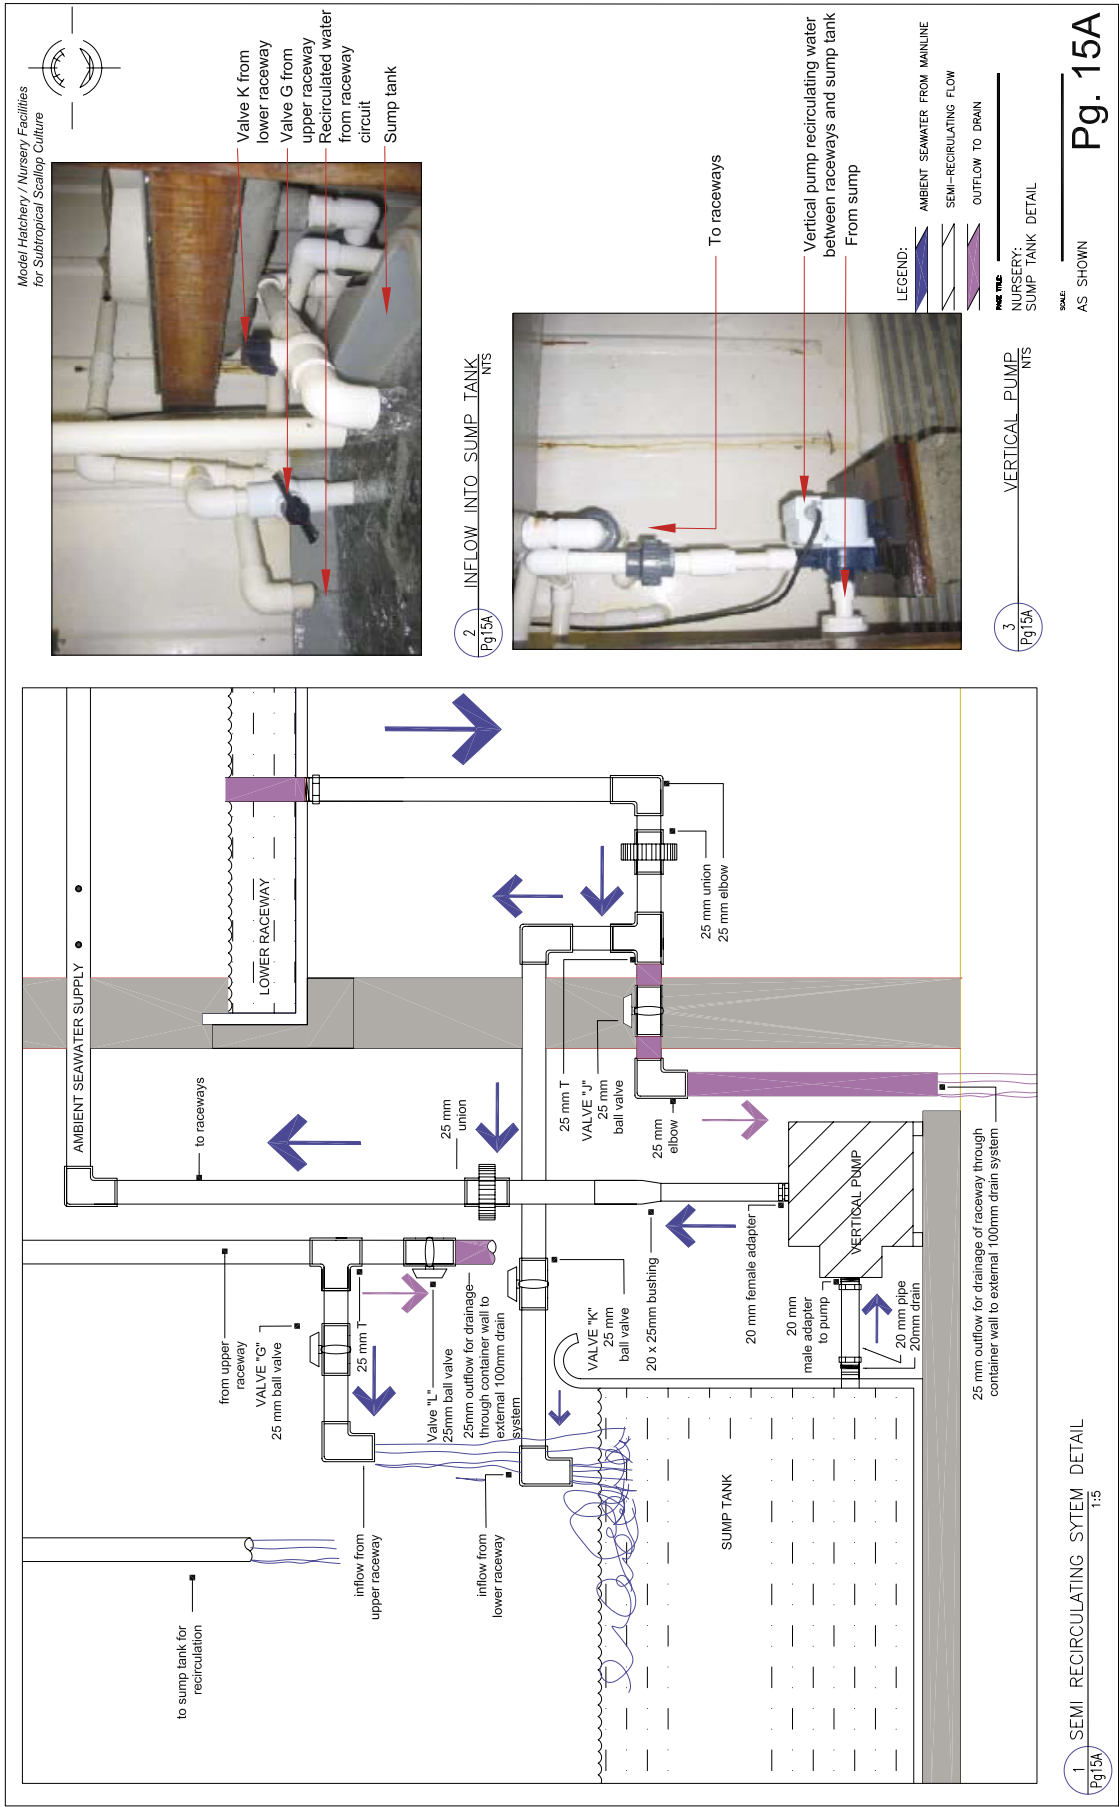 Model Hatchery / Nursery Facilities
for Subtropical Scallop Culture
AMBIENT SEAWATER SUPPLY
LOWER RACEWAY
to raceways
25 mm
union
from upper
raceway
VALVE "G"
25 mm ball valve
25 mm T
Valve "L"
25mm ball valve
25mm outflow for drainage
through container wall to
external 100mm drain
system
to sump tank for
recirculation
inflow from
upper raceway
inflow from
lower raceway
25 mm union
25 mm elbow
25 mm T
VALVE "J"
25 mm
ball valve
25 mm
elbow
VALVE "K"
25 mm
ball valve
20 x 25mm bushing
20 mm female adapter
VERTICAL PUMP
20 mm
male adapter
to pump
20 mm pipe
20mm drain
SUMP TANK
25 mm outflow for drainage of raceway through
container wall to external 100mm drain system
1
Pg15A
SEMI RECIRCULATING SYTEM DETAIL
1:5
Valve K from
lower raceway
Valve G from
upper raceway
Recirculated water
from raceway
circuit
Sump tank
2
Pg15A
INFLOW INTO SUMP TANK
NTS
To raceways
Vertical pump recirculating water
between raceways and sump tank
From sump
3
Pg15A
VERTICAL PUMP
NTS
LEGEND:
AMBIENT SEAWATER FROM MAINLINE
SEMI-RECIRULATING FLOW
OUTFLOW TO DRAIN
PAGE TITLE:
NURSERY:
SUMP TANK DETAIL
SCALE:
AS SHOWN
Pg. 15A